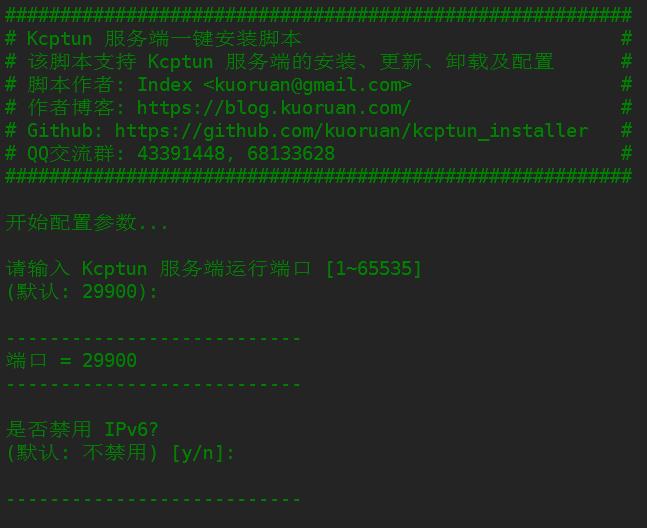 #########################################################
# Kcptun 服务端一键安装脚本 #
# 该脚本支持 Kcptun 服务端的安装、更新、卸载及配置 #
# 脚本作者: Index <kuoruan@gmail.com> #
# 作者博客: https://blog.kuoruan.com/ #
# Github: https://github.com/kuoruan/kcptun_installer #
# QQ交流群: 43391448, 68133628 #
#########################################################
开始配置参数...
请输入 Kcptun 服务端运行端口 [1~65535]
(默认: 29900):
---------------------------
端口 = 29900
---------------------------
是否禁用 IPv6?
(默认: 不禁用) [y/n]:
---------------------------